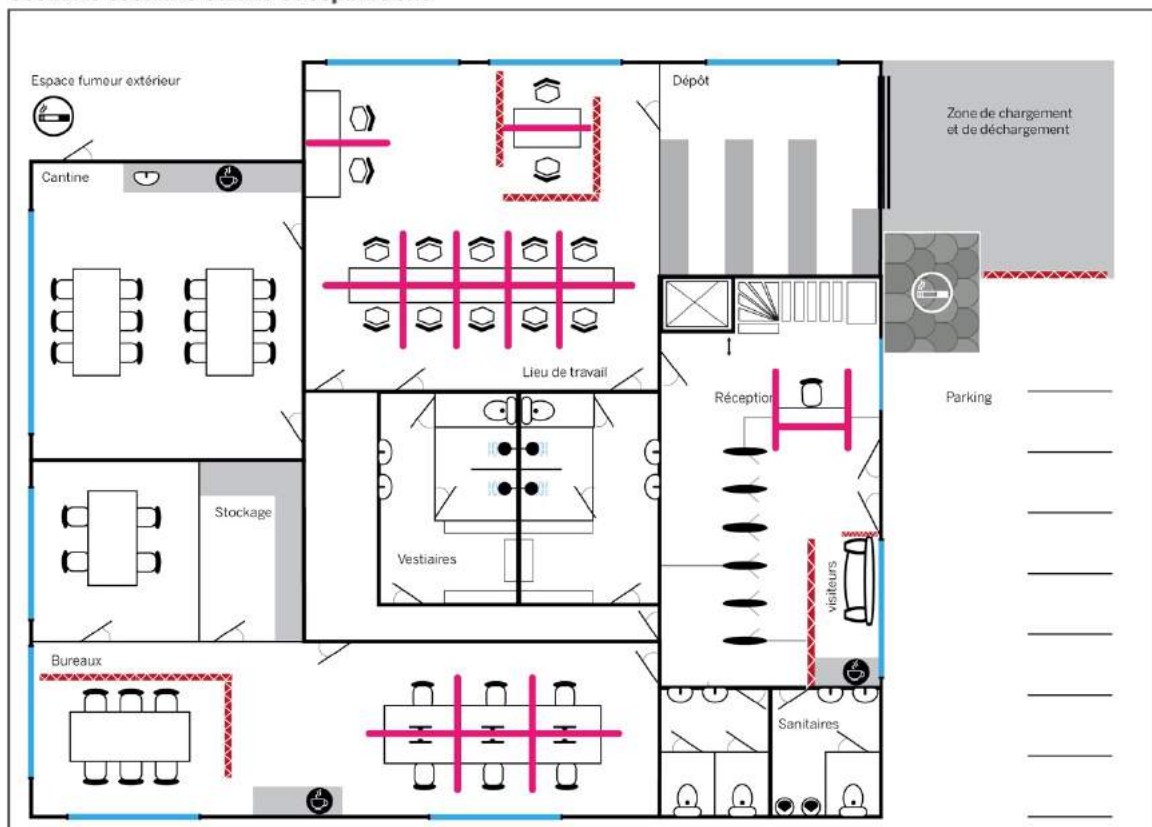 Espace fumeur extérieur
Dépôt
Zone de chargement
et de déchargement
Cantine
Lieu de travail
Réception
Parking
Stockage
Vestiaires
visiteurs
Bureaux
Sanitaires